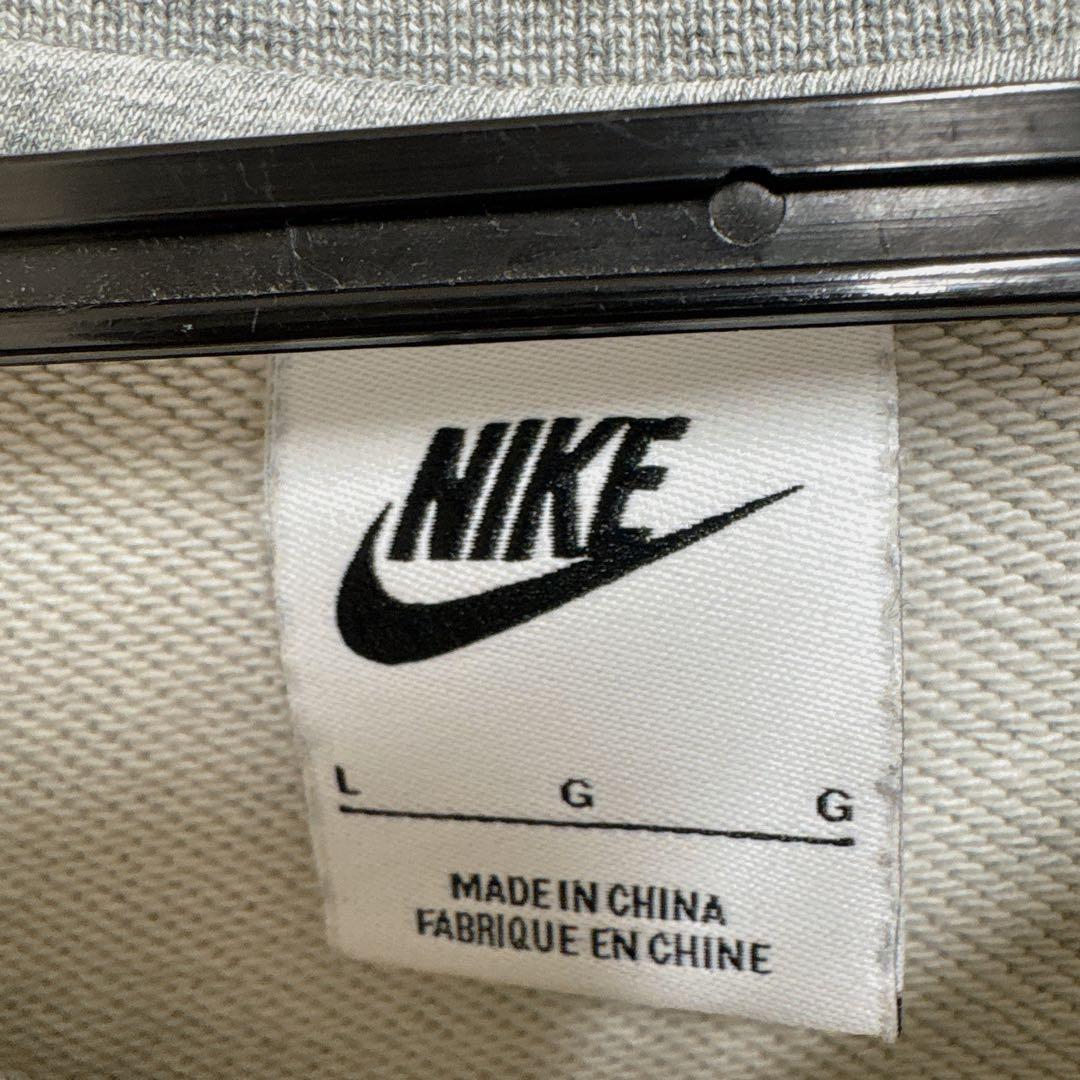 NIKE
L G G
MADE IN CHINA
FABRIQUE EN CHINE